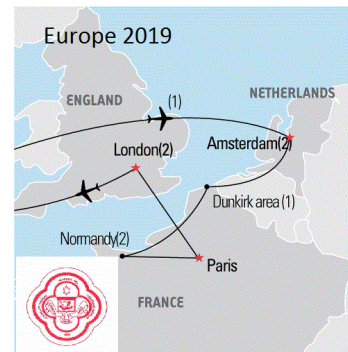 Europe 2019
(1)
ENGLAND
NETHERLANDS
London(2)
Amsterdam(2)
Dunkirk area (1)
Normandy(2)
Paris
FRANCE